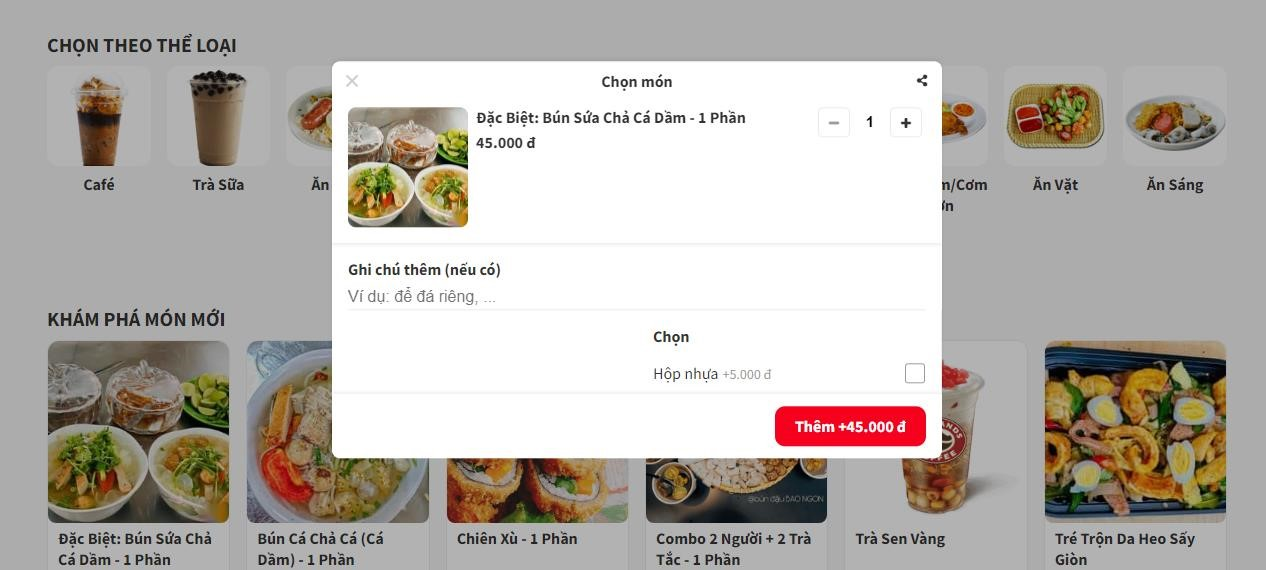 CHỌN THEO THỂ LOẠI
Café
Trà Sữa
Ăn
m/Cơm
Ăn Vặt
Ăn Sáng
Chọn món
Đặc Biệt: Bún Sứa Chả Cá Dầm - 1 Phần
45.000 đ
1
Ghi chú thêm (nếu có)
Ví dụ: để đá riêng, ...
Chọn
Hộp nhựa +5.000 đ
Thêm +45.000 đ
KHÁM PHÁ MÓN MỚI
Đặc Biệt: Bún Sứa Chả
Cá Dầm - 1 Phần
Bún Cá Chả Cá (Cá
Dầm) - 1 Phần
Chiên Xù - 1 Phần
Combo 2 Người + 2 Trà
Tắc - 1 Phần
Trà Sen Vàng
Tré Trộn Da Heo Sấy
Giòn